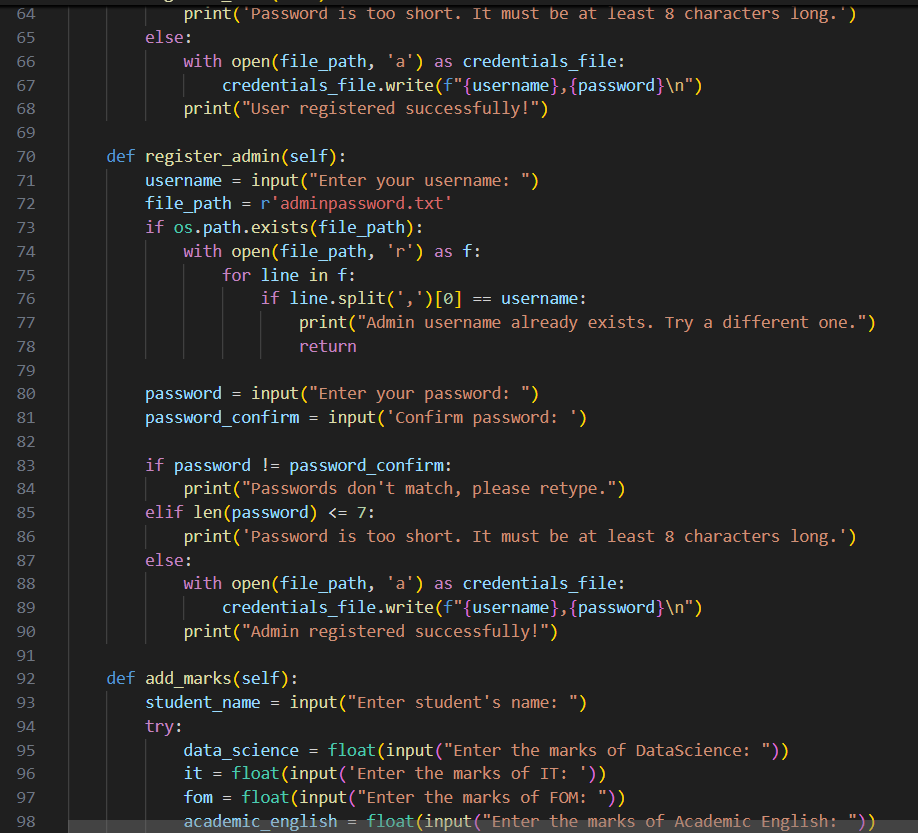 64 print('Password is too short. It must be at least 8 characters long.')
65 else:
66 with open(file_path, 'a') as credentials_file:
67 credentials_file.write(f"{username},{password}\n")
68 print("User registered successfully!")
69
70 def register_admin(self):
71 username = input("Enter your username: ")
72 file_path = r'adminpassword.txt'
73 if os.path.exists(file_path):
74 with open(file_path, 'r') as f:
75 for line in f:
76 if line.split(',')[0] == username:
77 print("Admin username already exists. Try a different one.")
78 return
79
80 password = input("Enter your password: ")
81 password_confirm = input('Confirm password: ')
82
83 if password != password_confirm:
84 print("Passwords don't match, please retype.")
85 elif len(password) <= 7:
86 print('Password is too short. It must be at least 8 characters long.')
87 else:
88 with open(file_path, 'a') as credentials_file:
89 credentials_file.write(f"{username},{password}\n")
90 print("Admin registered successfully!")
91
92 def add_marks(self):
93 student_name = input("Enter student's name: ")
94 try:
95 data_science = float(input("Enter the marks of DataScience: "))
96 it = float(input('Enter the marks of IT: '))
97 fom = float(input("Enter the marks of FOM: "))
98 academic_english = float(input("Enter the marks of Academic English: "))